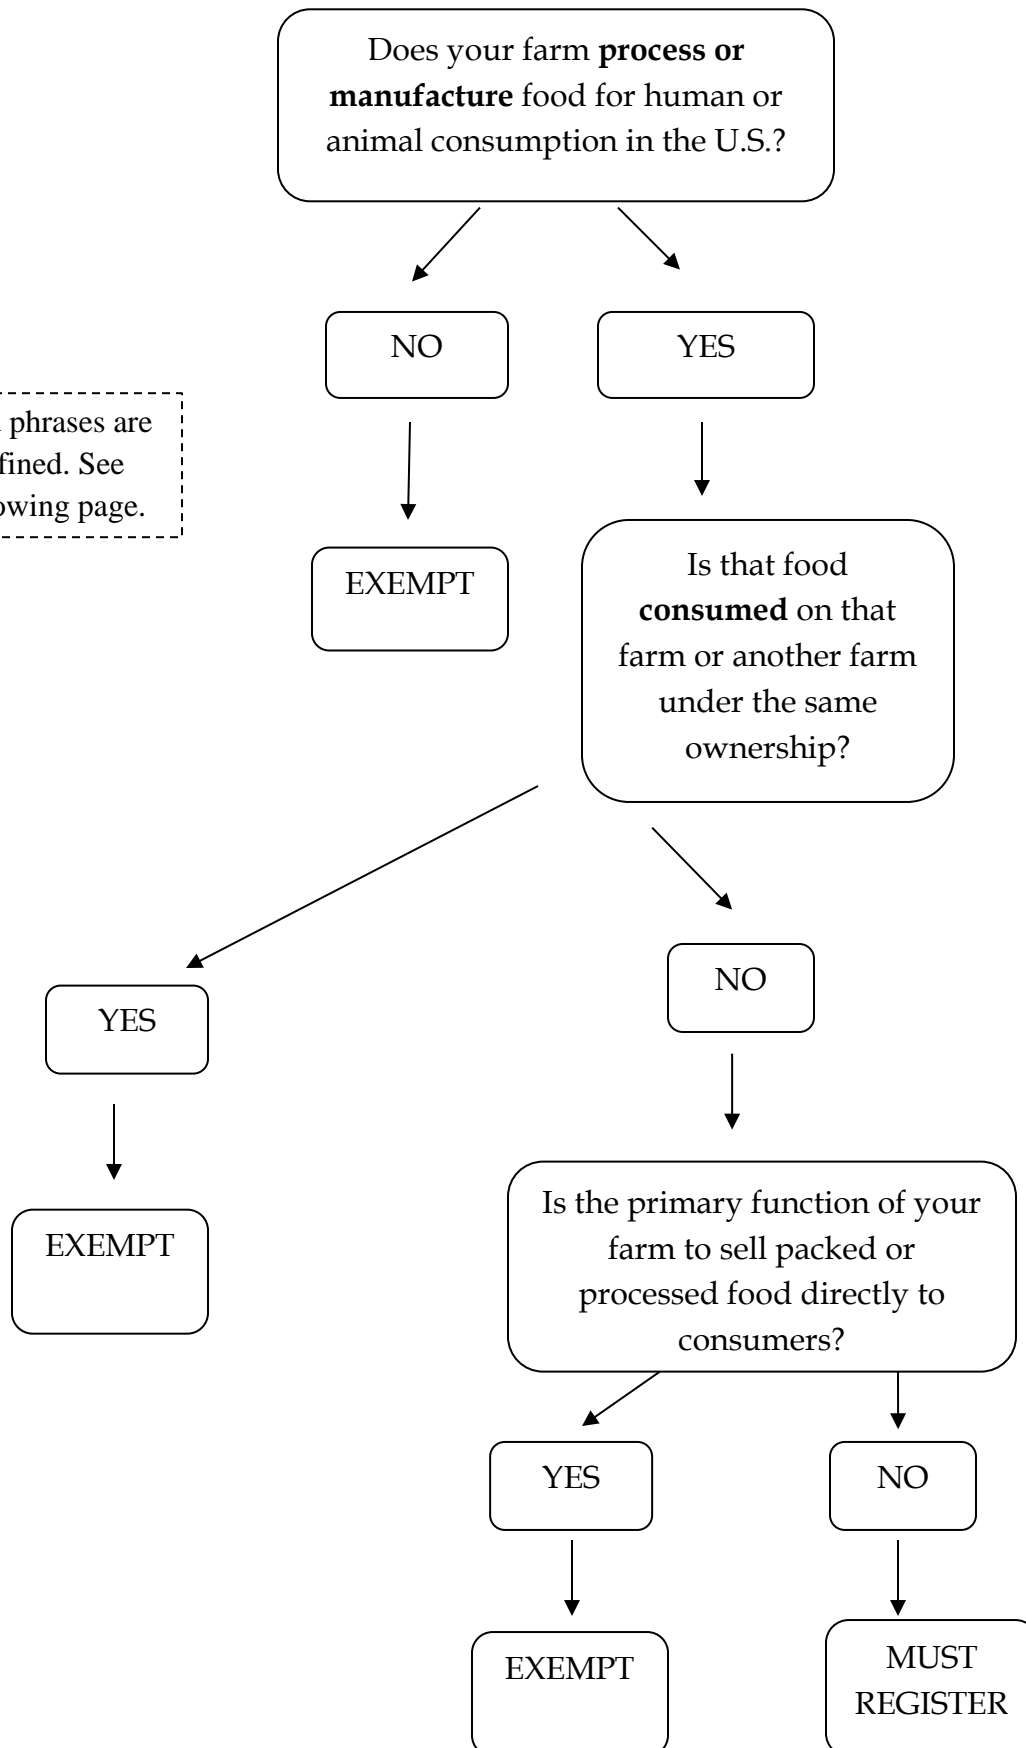 Does your farm process or
manufacture food for human or
animal consumption in the U.S.?
NO
YES
phrases are
fined. See
owing page.
EXEMPT
Is that food
consumed on that
farm or another farm
under the same
ownership?
NO
YES
EXEMPT
Is the primary function of your
farm to sell packed or
processed food directly to
consumers?
YES
NO
EXEMPT
MUST
REGISTER